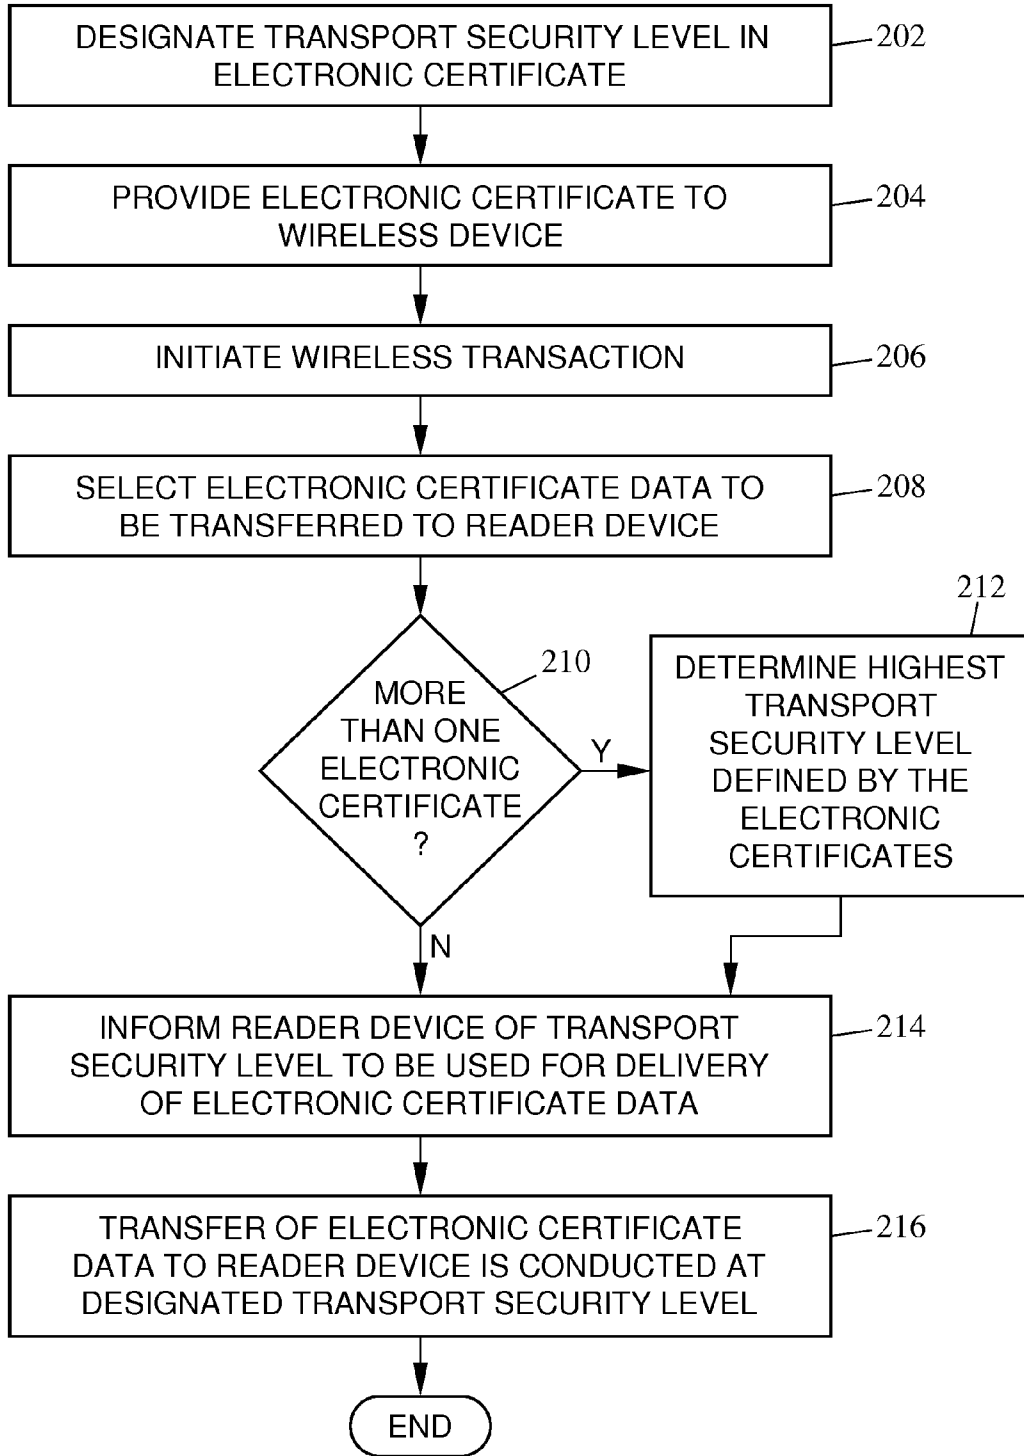 DESIGNATE TRANSPORT SECURITY LEVEL IN
ELECTRONIC CERTIFICATE
202
PROVIDE ELECTRONIC CERTIFICATE TO
WIRELESS DEVICE
204
INITIATE WIRELESS TRANSACTION
206
SELECT ELECTRONIC CERTIFICATE DATA TO
BE TRANSFERRED TO READER DEVICE
208
MORE
THAN ONE
ELECTRONIC
CERTIFICATE
?
210
Y
N
212
DETERMINE HIGHEST
TRANSPORT
SECURITY LEVEL
DEFINED BY THE
ELECTRONIC
CERTIFICATES
INFORM READER DEVICE OF TRANSPORT
SECURITY LEVEL TO BE USED FOR DELIVERY
OF ELECTRONIC CERTIFICATE DATA
214
TRANSFER OF ELECTRONIC CERTIFICATE
DATA TO READER DEVICE IS CONDUCTED AT
DESIGNATED TRANSPORT SECURITY LEVEL
216
END